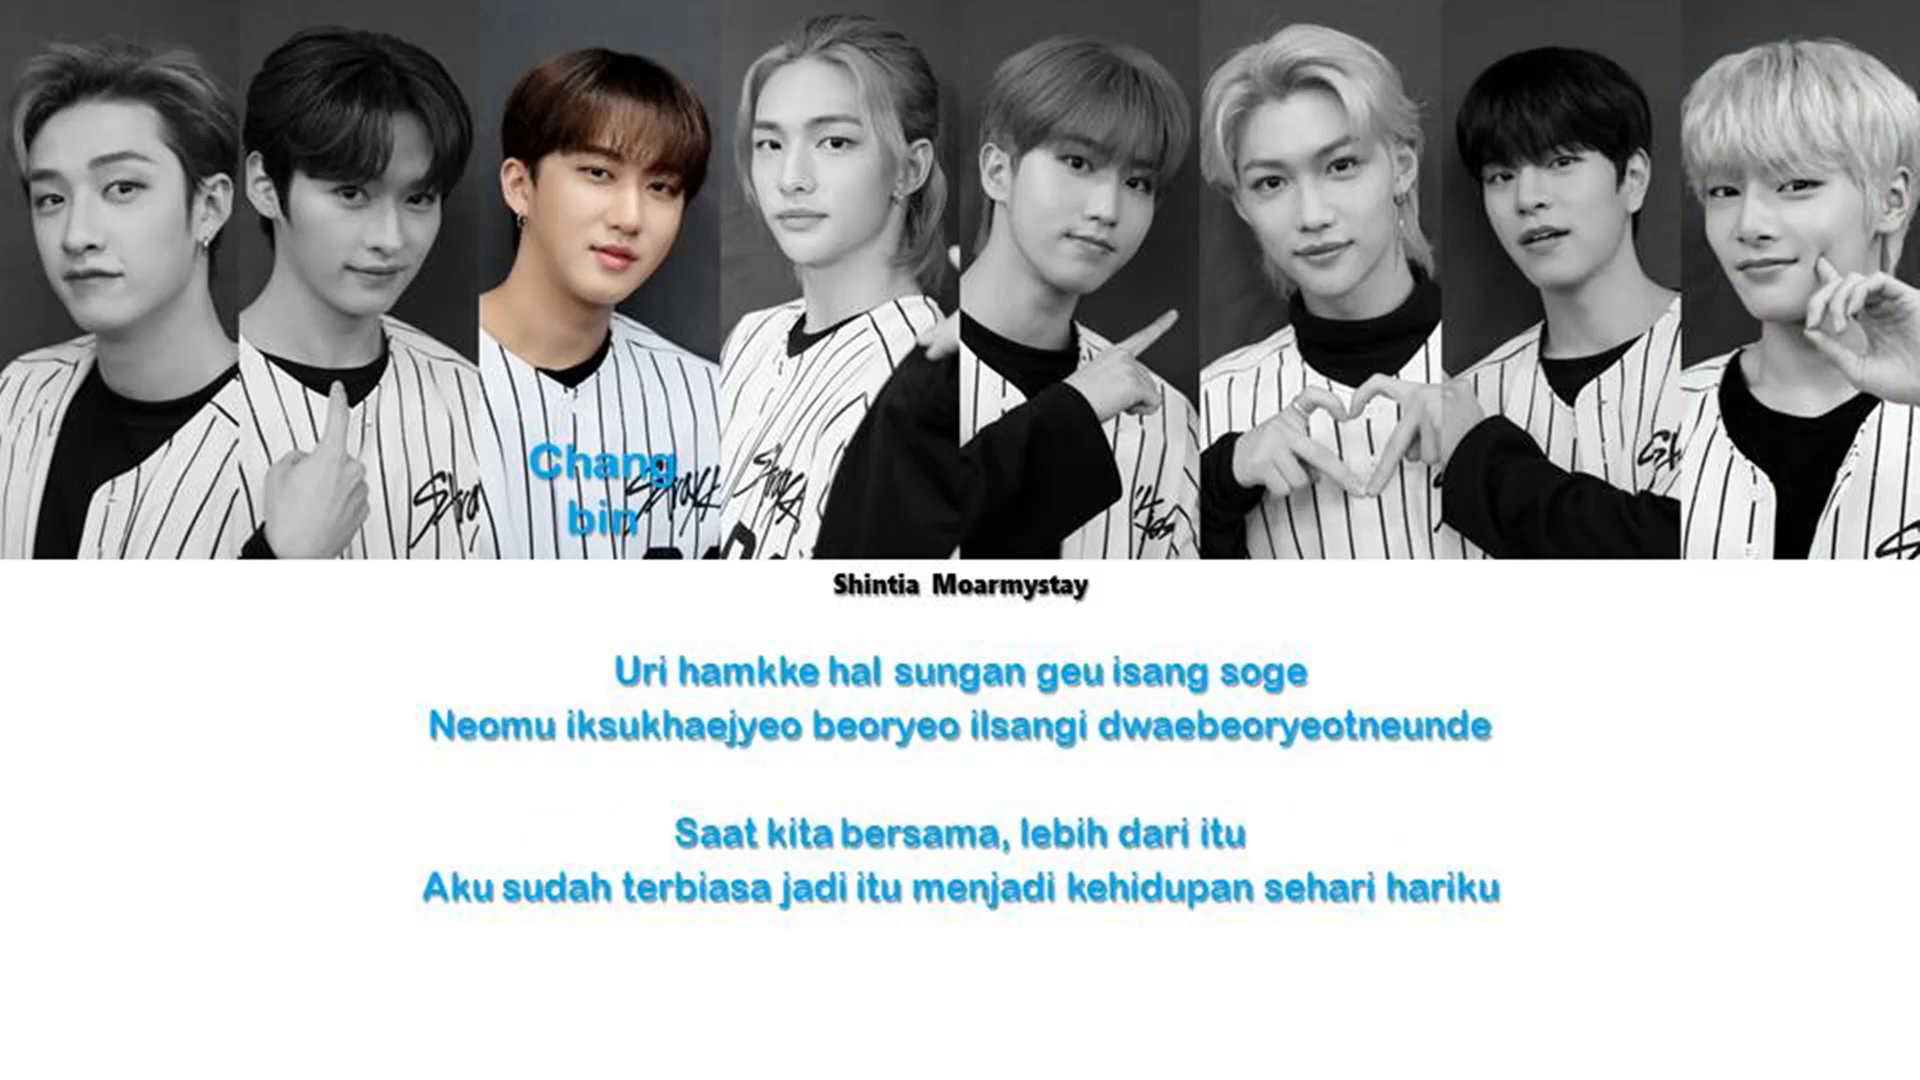 Chang
bin
Shintia Moarmystay
Uri hamkke hal sungan geu isang soge
Neomu iksukhaejyeo beoryeo ilsangi dwaebeoryeotneunde
Saat kita bersama, lebih dari itu
Aku sudah terbiasa jadi itu menjadi kehidupan sehari hariku